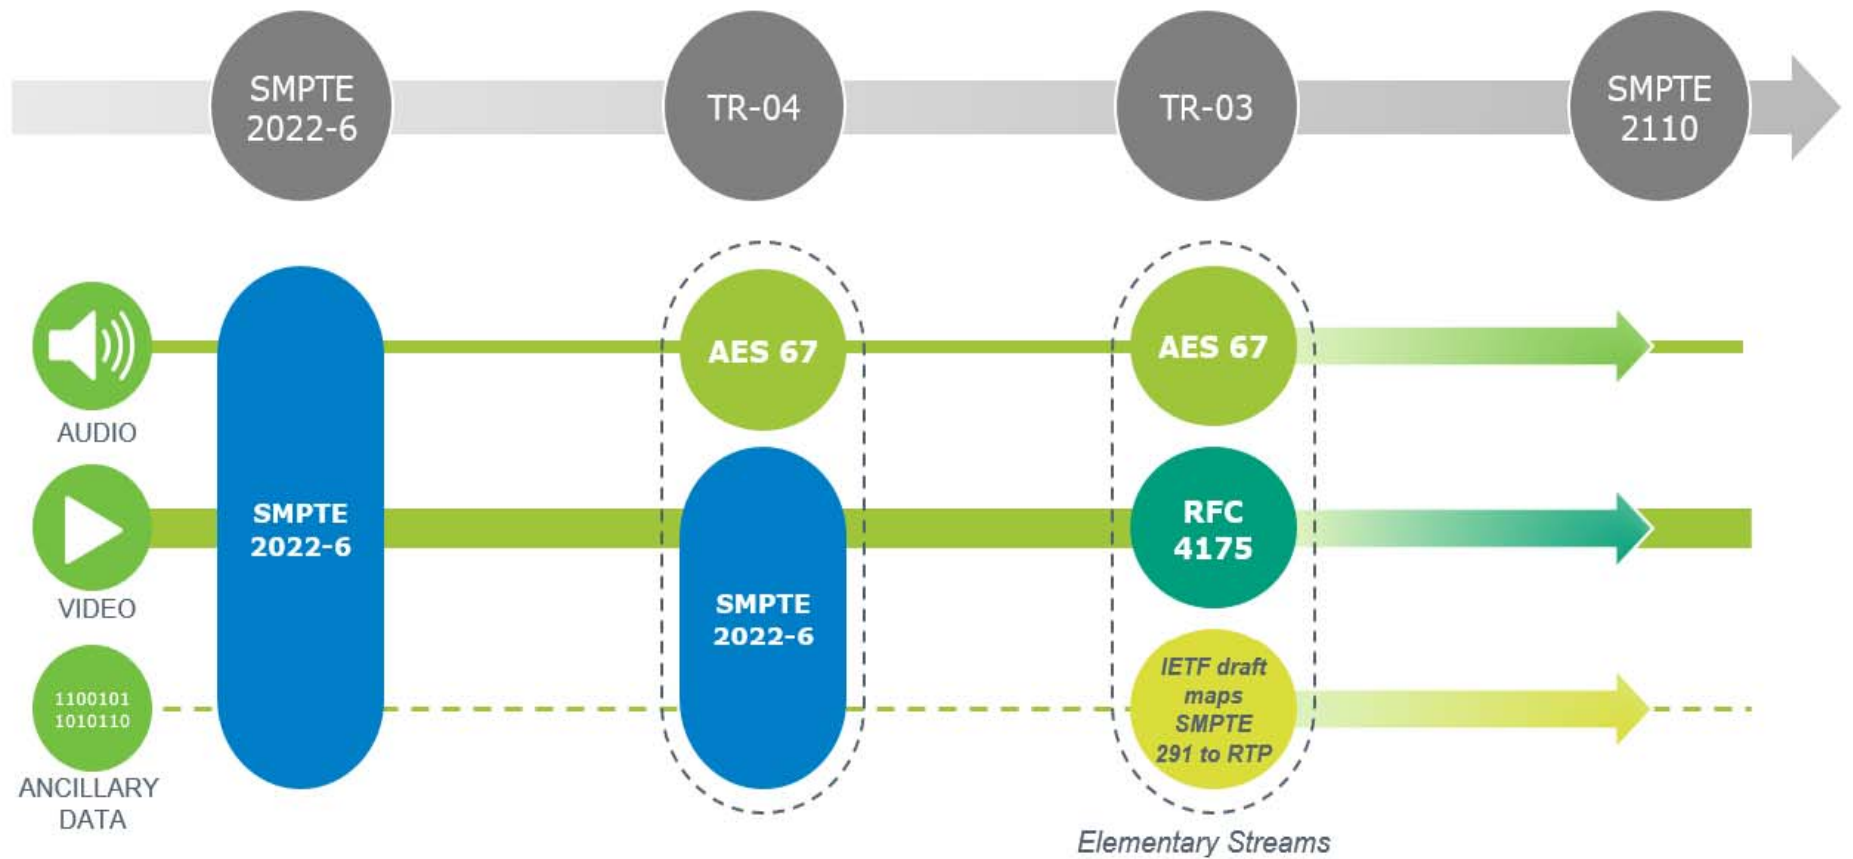 SMPTE
2022-6
TR-04
TR-03
SMPTE
2110
AUDIO
VIDEO
1100101
1010110
ANCILLARY
DATA
SMPTE
2022-6
AES 67
SMPTE
2022-6
AES 67
RFC
4175
IETF draft
maps
SMPTE
291 to RTP
Elementary Streams